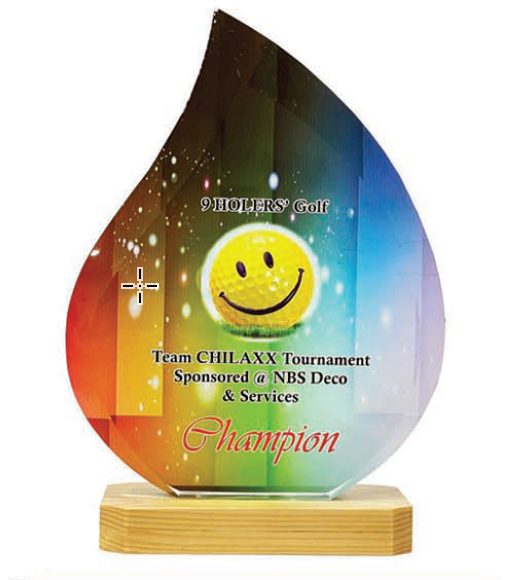 9 HOLERS' Golf
Team CHILAXX Tournament
Sponsored @ NBS Deco
& Services
Champion